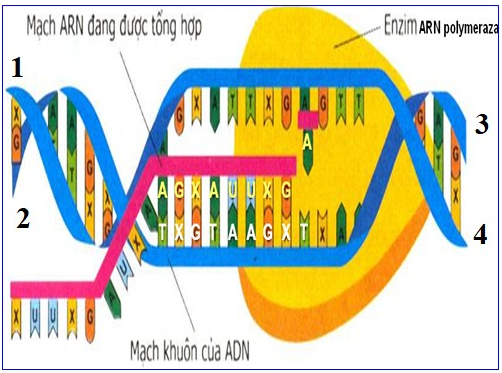 Mạch ARN đang được tổng hợp
Enzim ARN polymeraza
1
3
G X A T T X G A G T T
A
A G X A U U X G
T X G T A A G X T X
2
4
X U U X G A U X
Mạch khuôn của ADN